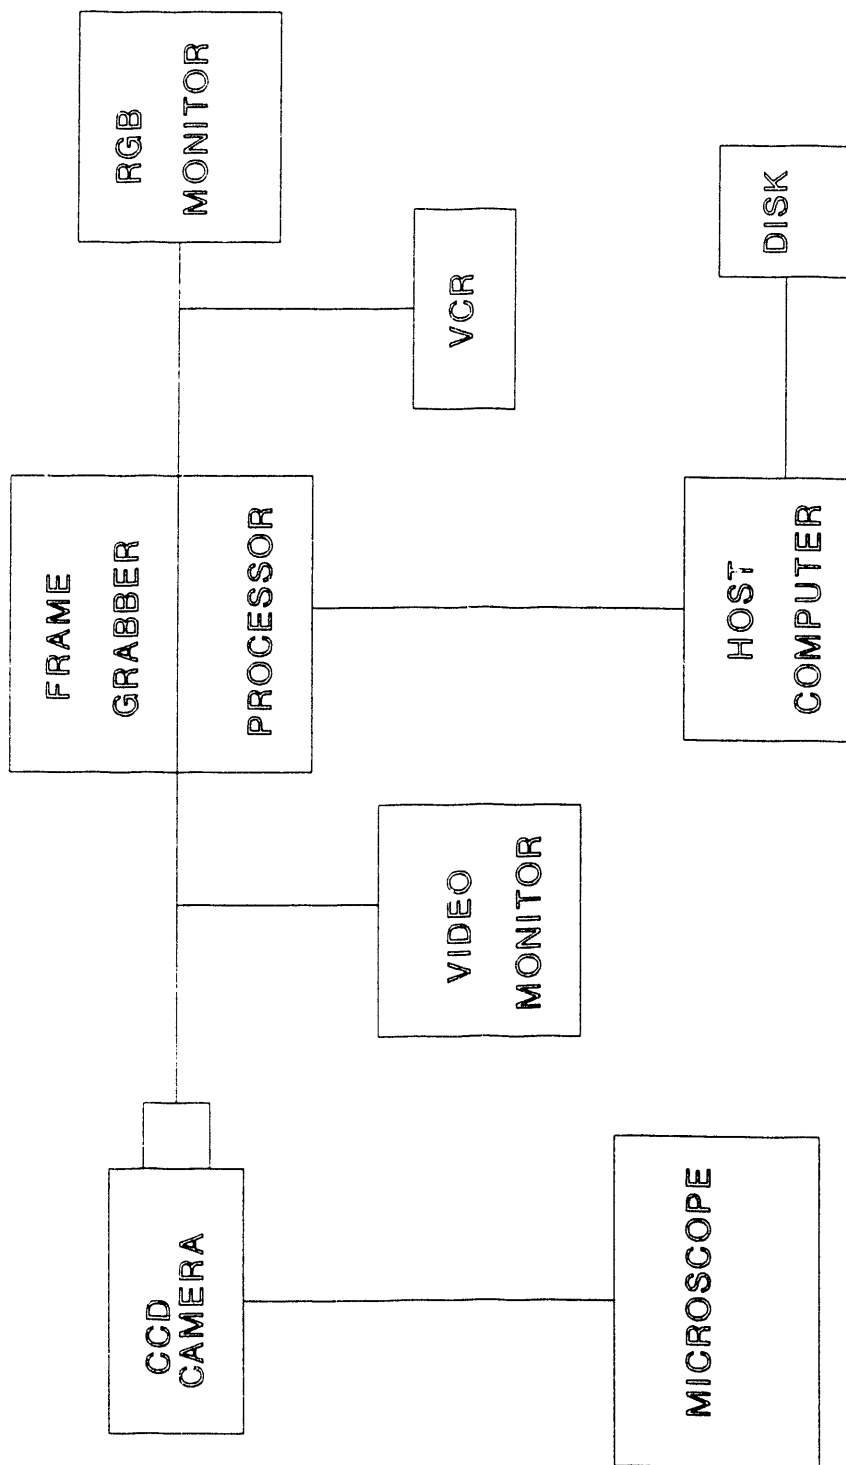 CCD
CAMERA
FRAME
GRABBER
PROCESSOR
RGB
MONITOR
VIDEO
MONITOR
VCR
MICROSCOPE
HOST
COMPUTER
DISK